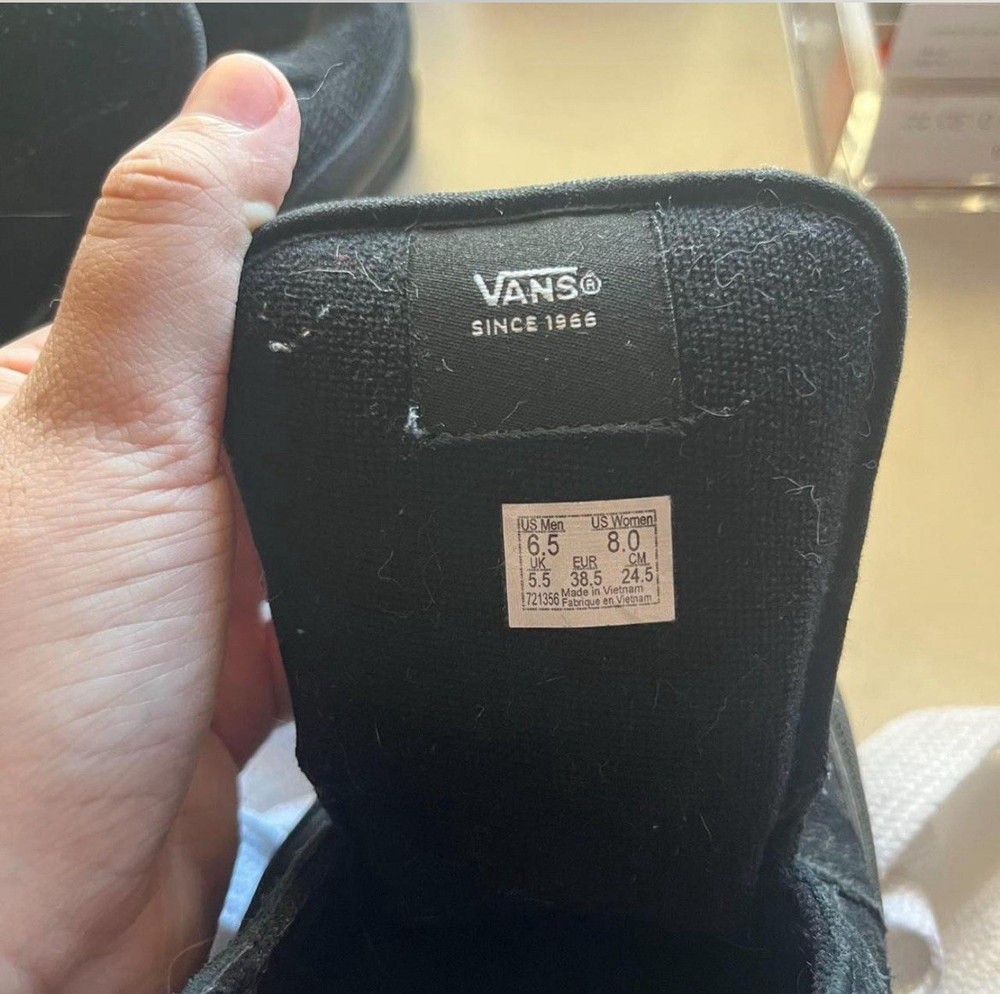 VANS®
SINCE 1966
US Men US Women
6.5 8.0
UK EUR CM
5.5 38.5 24.5
Made in Vietnam
721356 Fabrique en Vietnam